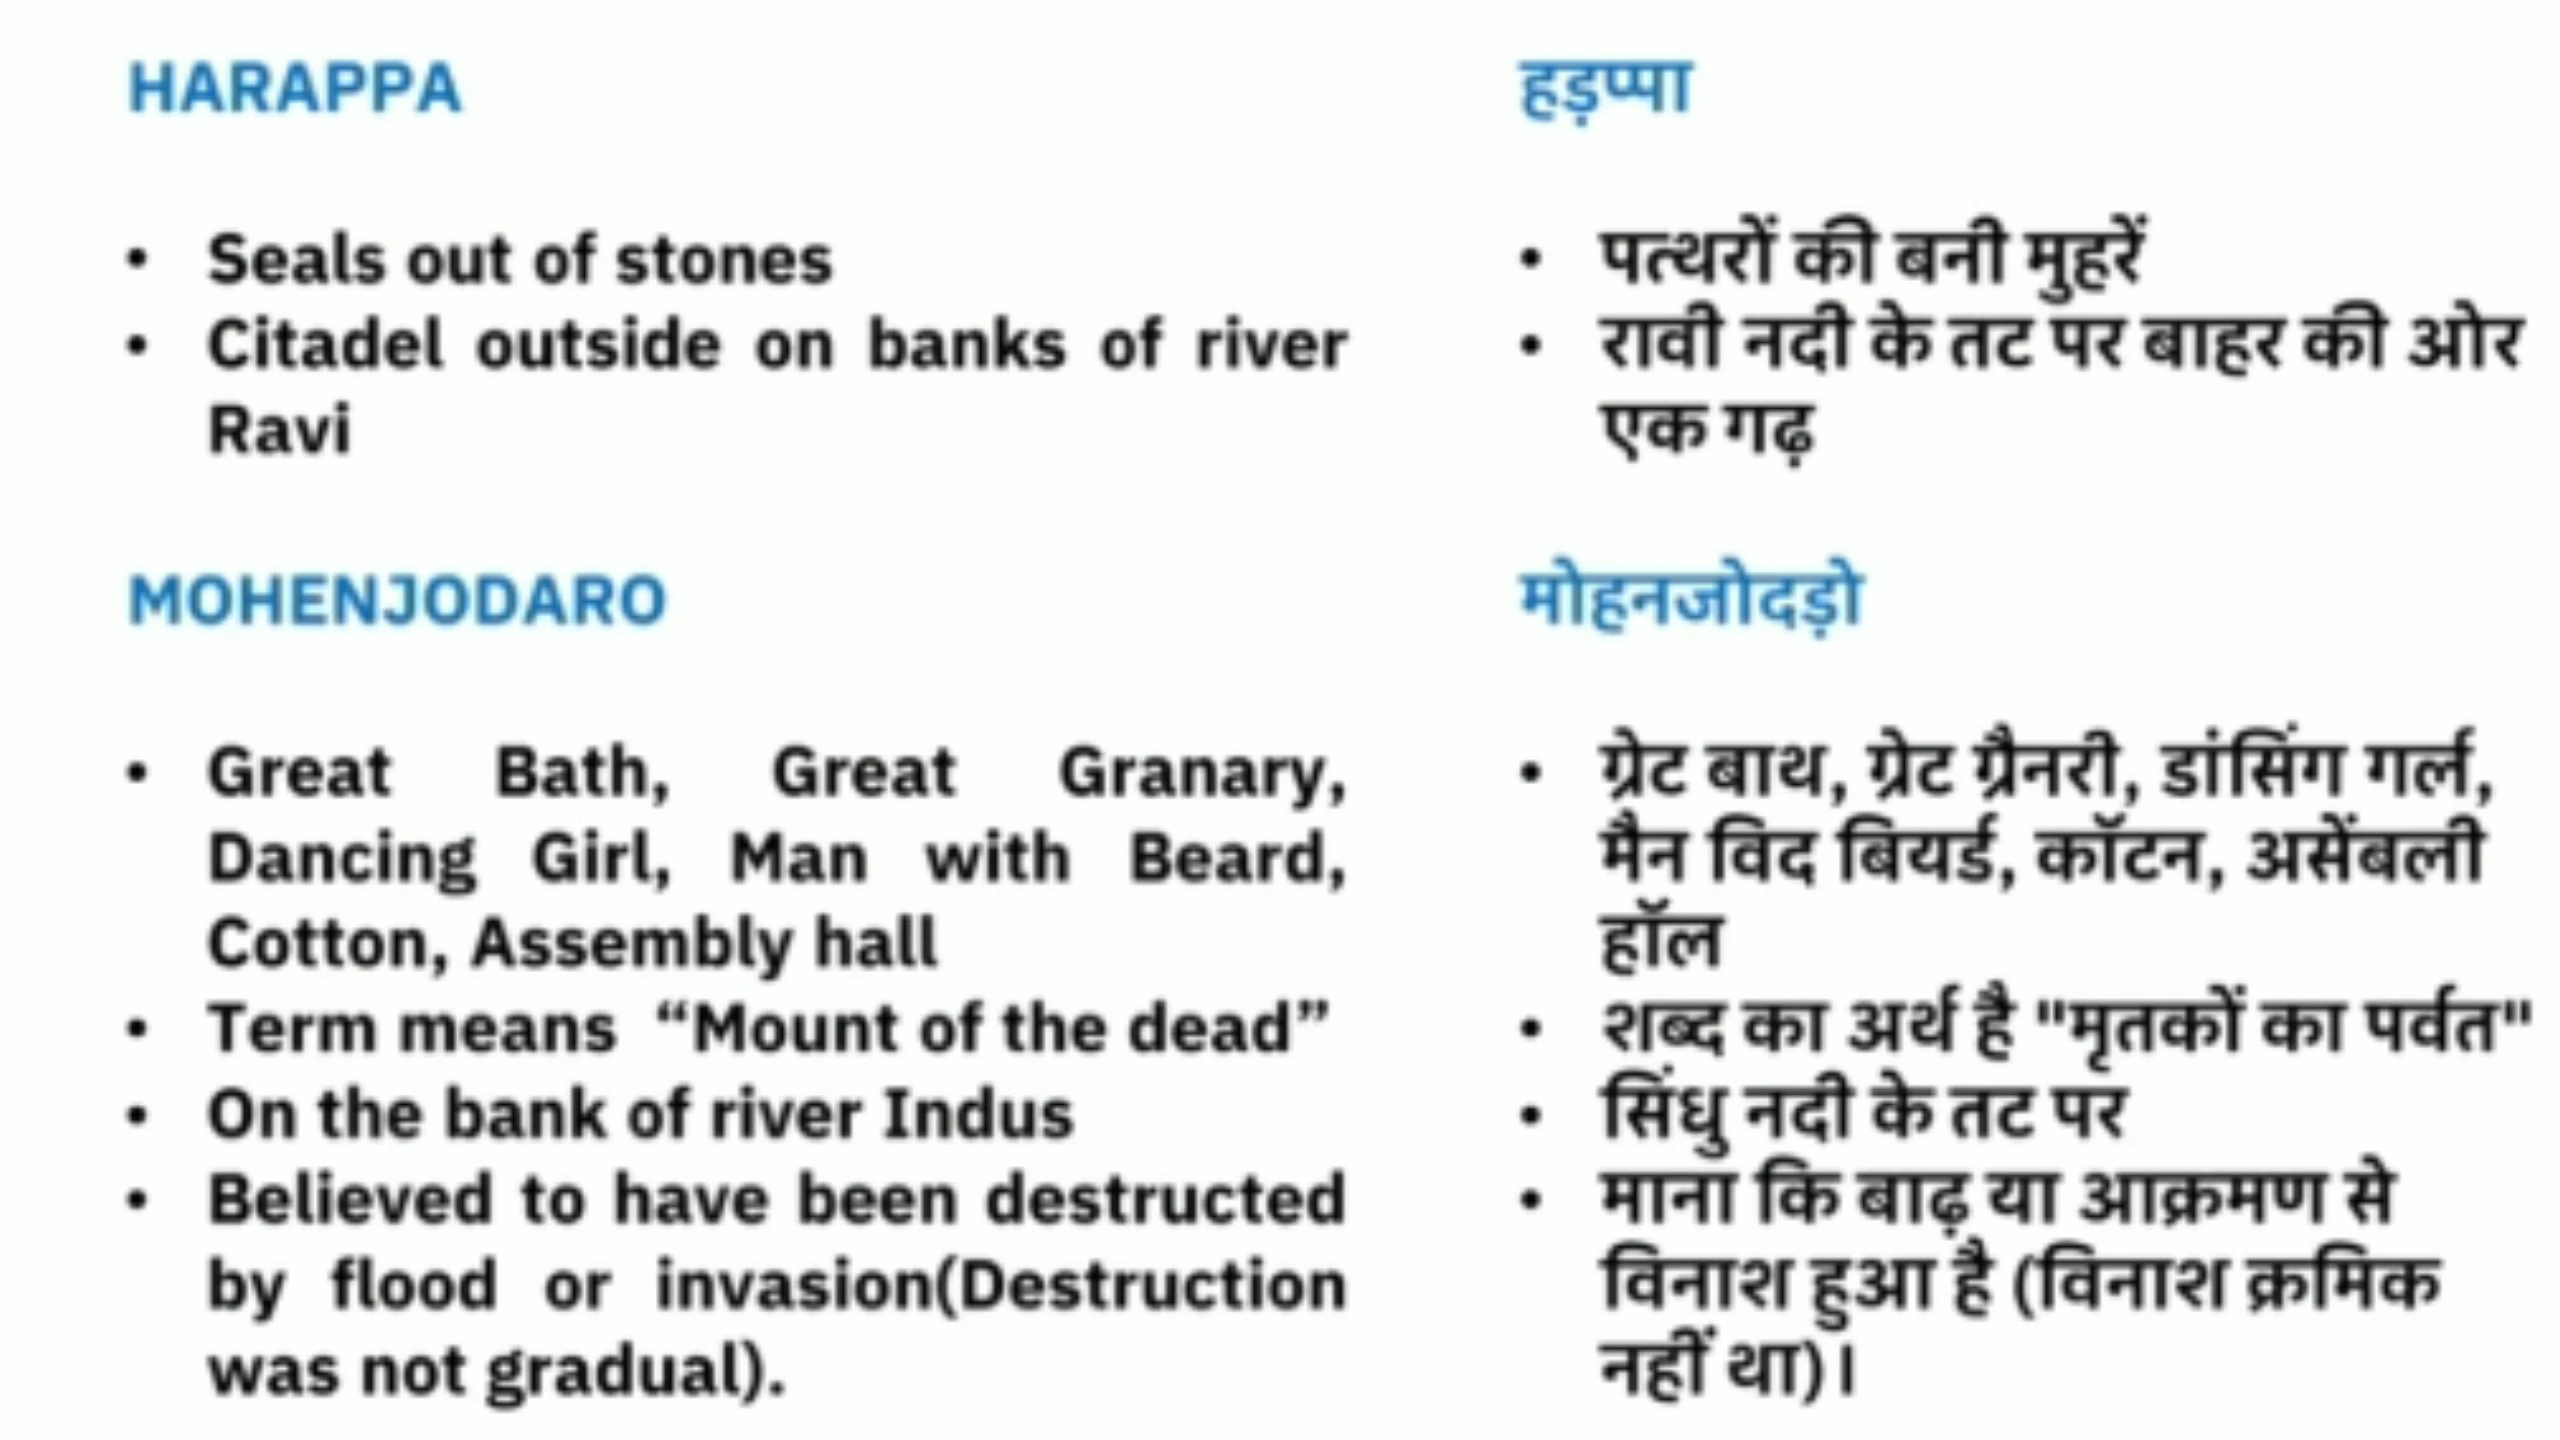 HARAPPA
• Seals out of stones
• Citadel outside on banks of river
Ravi
MOHENJODARO
• Great Bath, Great Granary,
Dancing Girl, Man with Beard,
Cotton, Assembly hall
• Term means “Mount of the dead”
• On the bank of river Indus
• Believed to have been destructed
by flood or invasion(Destruction
was not gradual).
हड़प्पा
• पत्थरों की बनी मुहरें
• रावी नदी के तट पर बाहर की ओर
एक गढ़
मोहनजोदड़ो
• ग्रेट बाथ, ग्रेट ग्रैनरी, डांसिंग गर्ल,
मैन विद बियर्ड, कॉटन, असेंबली
हॉल
• शब्द का अर्थ है "मृतकों का पर्वत"
• सिंधु नदी के तट पर
• माना कि बाढ़ या आक्रमण से
विनाश हुआ है (विनाश क्रमिक
नहीं था)।